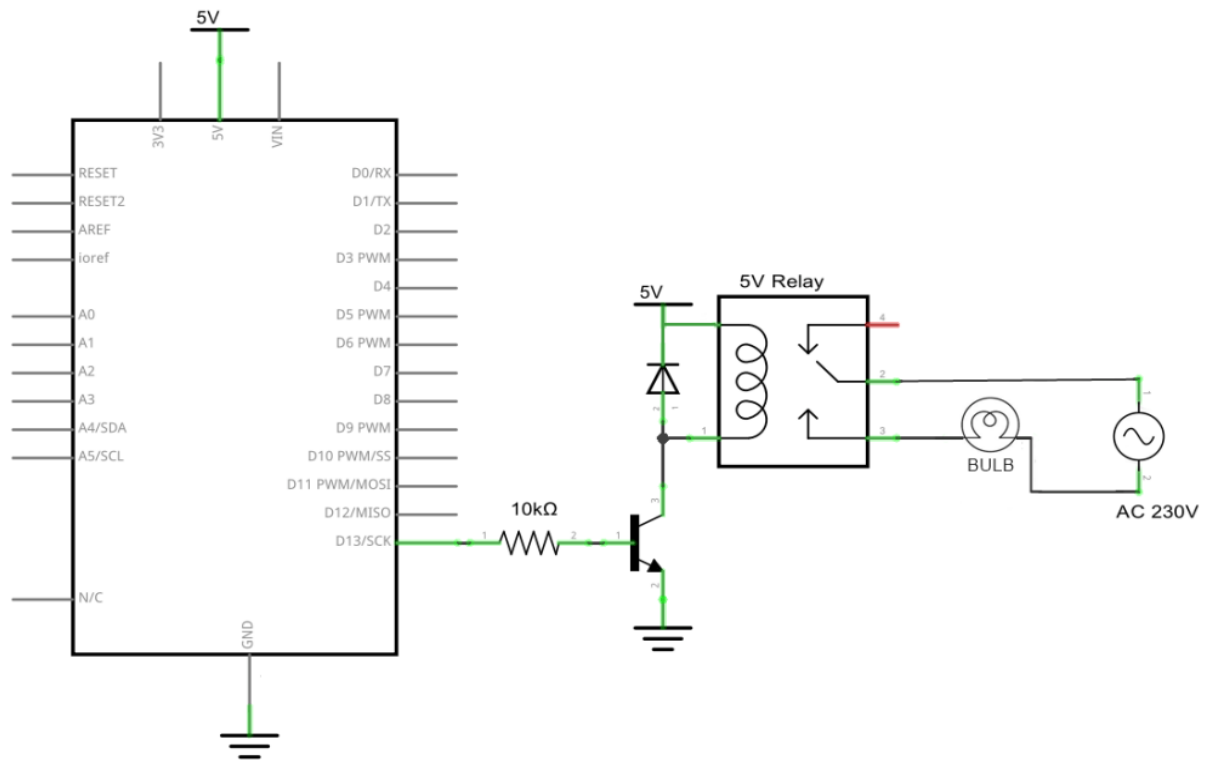 5V
3V3
5V
VIN
RESET
RESET2
AREF
ioref
A0
A1
A2
A3
A4/SDA
A5/SCL
N/C
D0/RX
D1/TX
D2
D3 PWM
D4
D5 PWM
D6 PWM
D7
D8
D9 PWM
D10 PWM/SS
D11 PWM/MOSI
D12/MISO
D13/SCK
GND
10kΩ
1
2
1
3
2
5V
2
1
1
5V Relay
4
2
3
BULB
1
2
AC 230V